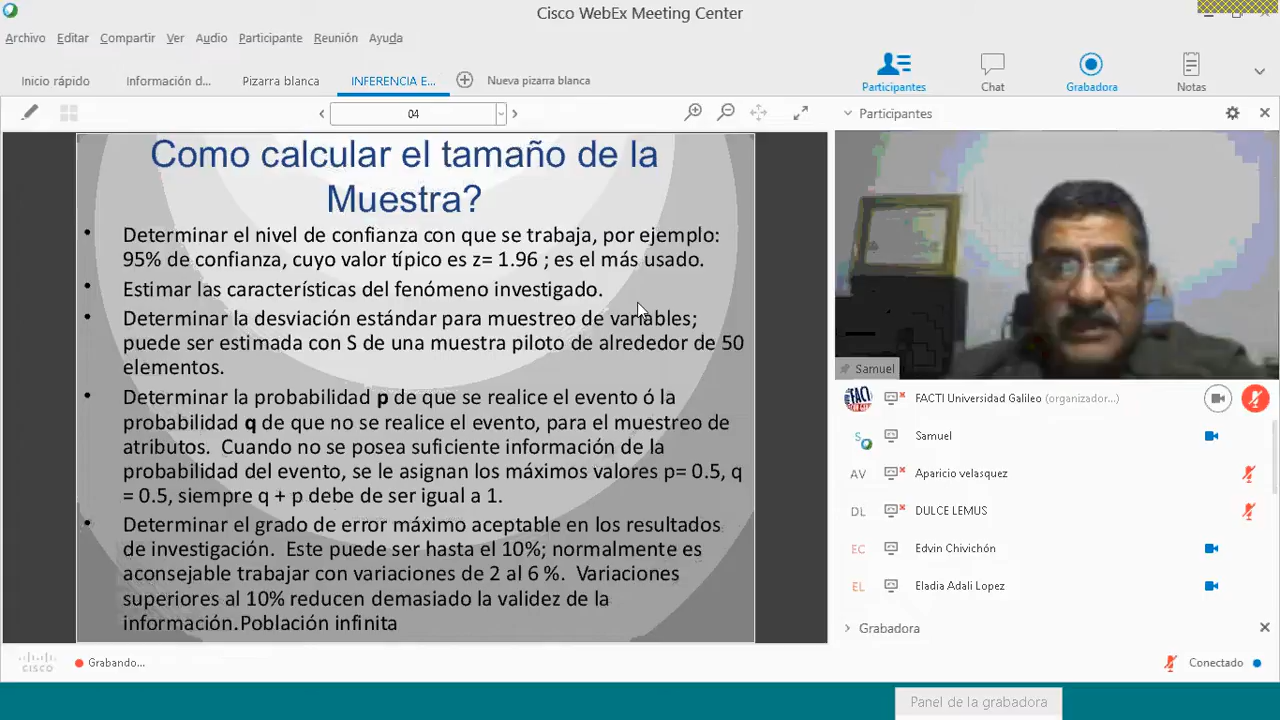 Cisco WebEx Meeting Center
Archivo Editar Compartir Ver Audio Participante Reunión Ayuda
Participantes Chat Grabadora Notas
Inicio rápido Información d... Pizarra blanca INFERENCIA E... Nueva pizarra blanca
04
Participantes
Como calcular el tamaño de la
Muestra?
• Determinar el nivel de confianza con que se trabaja, por ejemplo:
95% de confianza, cuyo valor típico es z= 1.96 ; es el más usado.
• Estimar las características del fenómeno investigado.
• Determinar la desviación estándar para muestreo de variables;
puede ser estimada con S de una muestra piloto de alrededor de 50
elementos.
• Determinar la probabilidad p de que se realice el evento ó la
probabilidad q de que no se realice el evento, para el muestreo de
atributos. Cuando no se posea suficiente información de la
probabilidad del evento, se le asignan los máximos valores p= 0.5, q
= 0.5, siempre q + p debe de ser igual a 1.
• Determinar el grado de error máximo aceptable en los resultados
de investigación. Este puede ser hasta el 10%; normalmente es
aconsejable trabajar con variaciones de 2 al 6 %. Variaciones
superiores al 10% reducen demasiado la validez de la
información.Población infinita
Samuel
FACTI Universidad Galileo (organizador...)
S Samuel
AV Aparicio velasquez
DL DULCE LEMUS
EC Edvin Chivichón
EL Eladia Adali Lopez
Grabadora
CISCO Grabando...
Conectado
Panel de la grabadora